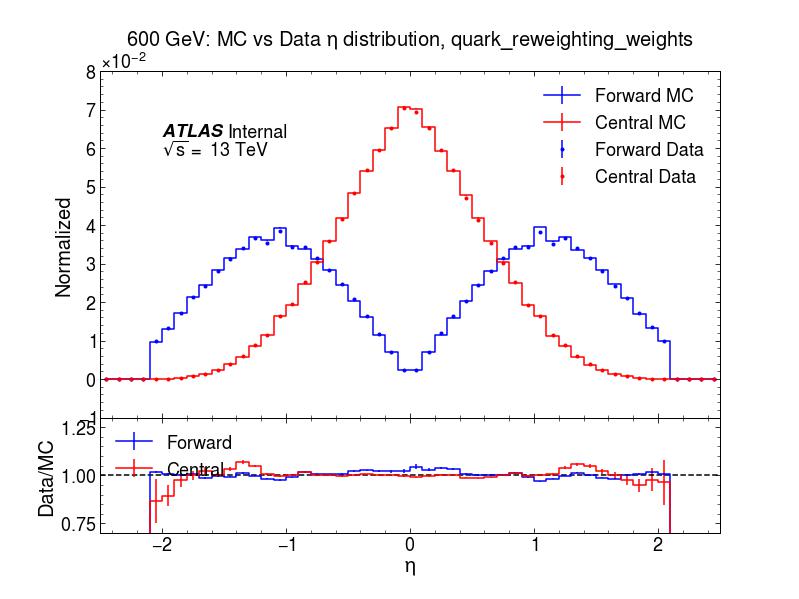 600 GeV: MC vs Data η distribution, quark_reweighting_weights
×10⁻²
8
7
6
5
4
3
2
1
0
−1
Normalized
ATLAS Internal
√s = 13 TeV
Forward MC
Central MC
Forward Data
Central Data
1.25
1.00
0.75
Data/MC
Forward
Central
−2 −1 0 1 2
η